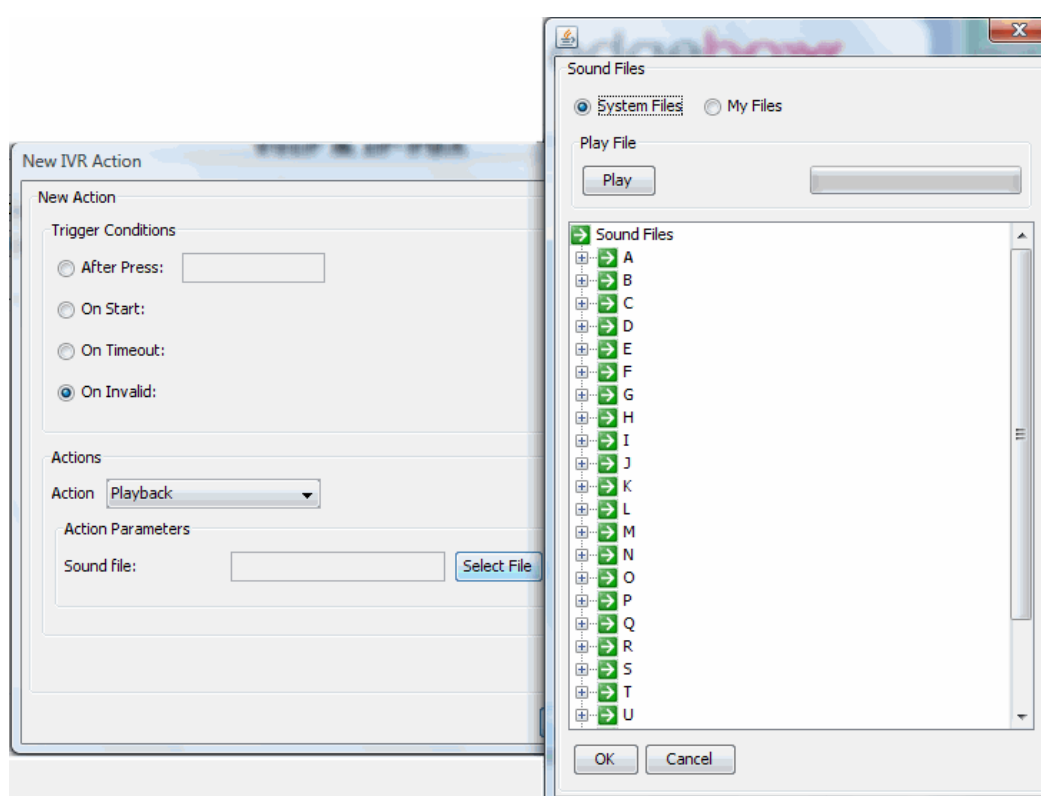 New IVR Action
New Action
Trigger Conditions
After Press:
On Start:
On Timeout:
On Invalid:
Actions
Action Playback
Action Parameters
Sound file: Select File
Sound Files
System Files My Files
Play File
Play
Sound Files
A
B
C
D
E
F
G
H
I
J
K
L
M
N
O
P
Q
R
S
T
U
OK Cancel